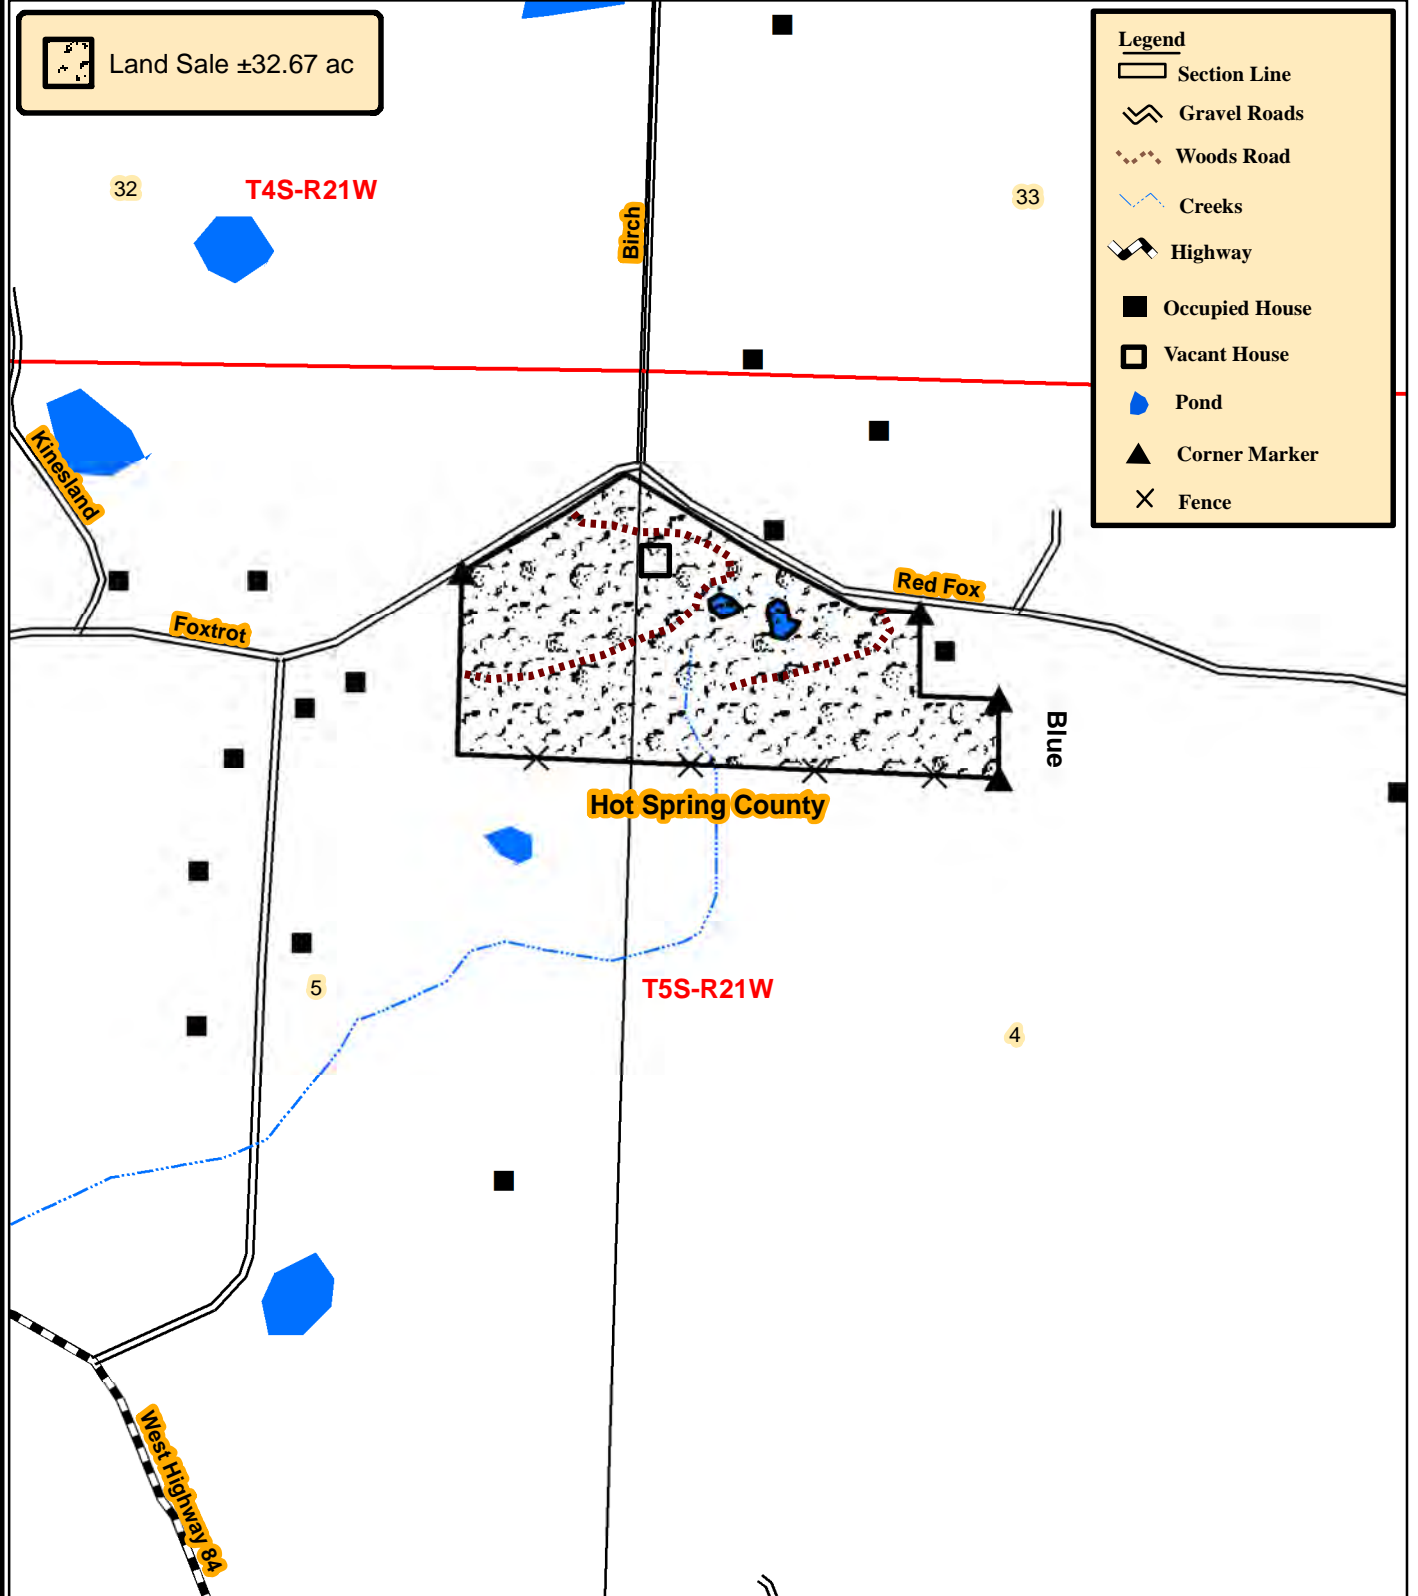 Land Sale ±32.67 ac
Legend
Section Line
Gravel Roads
Woods Road
Creeks
Highway
Occupied House
Vacant House
Pond
Corner Marker
Fence
32
T4S-R21W
Birch
33
Kinesland
Foxtrot
Red Fox
Blue
Hot Spring County
5
T5S-R21W
4
West Highway 84